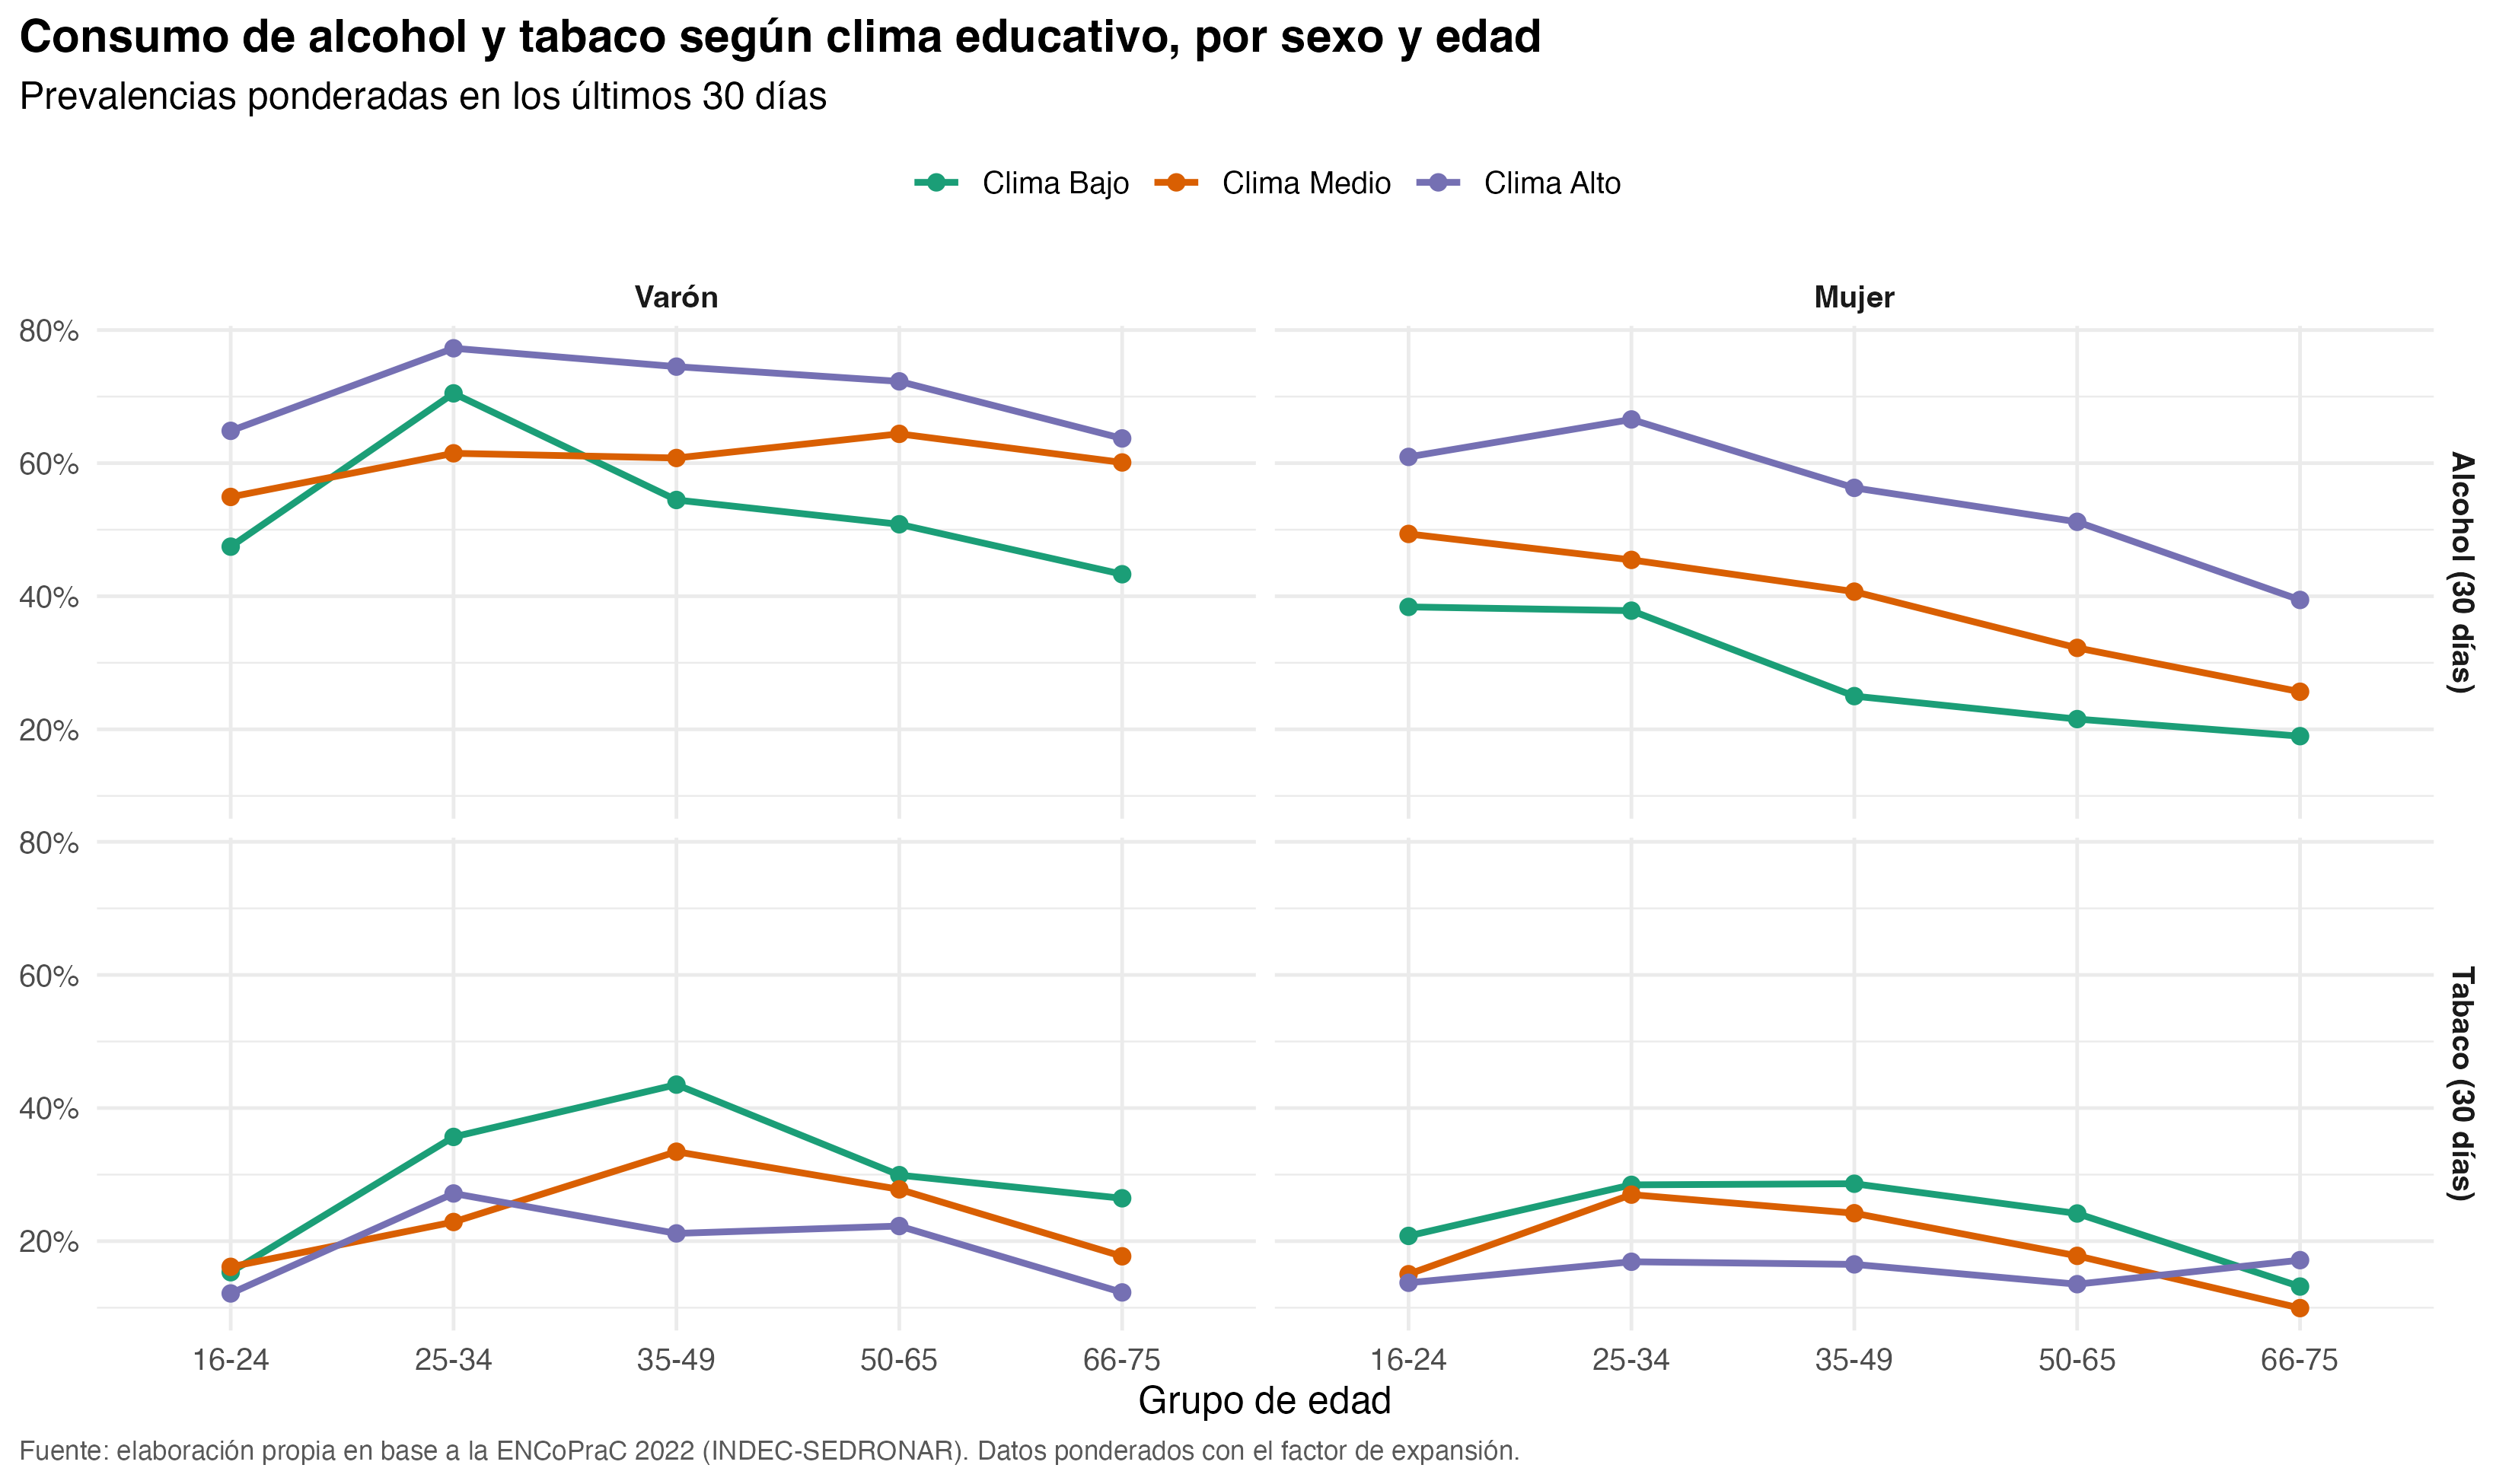 Consumo de alcohol y tabaco según clima educativo, por sexo y edad
Prevalencias ponderadas en los últimos 30 días
Clima Bajo Clima Medio Clima Alto
Varón Mujer
80%
60%
40%
20%
Alcohol (30 días)
80%
60%
40%
20%
Tabaco (30 días)
16-24 25-34 35-49 50-65 66-75 16-24 25-34 35-49 50-65 66-75
Grupo de edad
Fuente: elaboración propia en base a la ENCoPraC 2022 (INDEC-SEDRONAR). Datos ponderados con el factor de expansión.